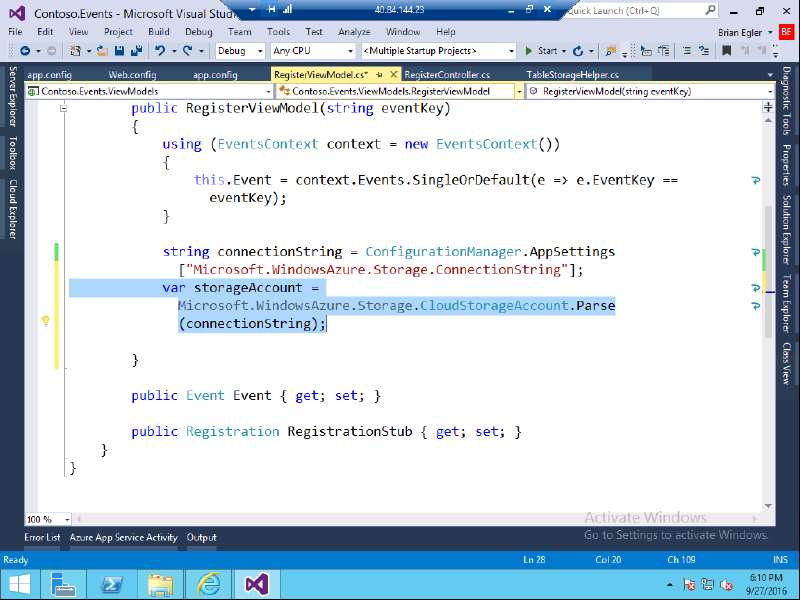 Contoso.Events - Microsoft Visual Studio
40.84.144.23
Quick Launch (Ctrl+Q)
File Edit View Project Build Debug Team Tools Test Analyze Window Help
Brian Egler BE
Debug Any CPU <Multiple Startup Projects> Start
app.config Web.config app.config RegisterViewModel.cs* RegisterController.cs TableStorageHelper.cs
Contoso.Events.ViewModels Contoso.Events.ViewModels.RegisterViewModel RegisterViewModel(string eventKey)
Server Explorer
Toolbox
Cloud Explorer
public RegisterViewModel(string eventKey)
{
using (EventsContext context = new EventsContext())
{
this.Event = context.Events.SingleOrDefault(e => e.EventKey ==
eventKey);
}
string connectionString = ConfigurationManager.AppSettings
["Microsoft.WindowsAzure.Storage.ConnectionString"];
var storageAccount =
Microsoft.WindowsAzure.Storage.CloudStorageAccount.Parse
(connectionString);
}
public Event Event { get; set; }
public Registration RegistrationStub { get; set; }
}
}
Diagnostic Tools
Properties
Solution Explorer
Team Explorer
Class View
100 %
Activate Windows
Go to Settings to activate Windows.
Error List Azure App Service Activity Output
Ready Ln 28 Col 20 Ch 109 INS
6:10 PM
9/27/2016